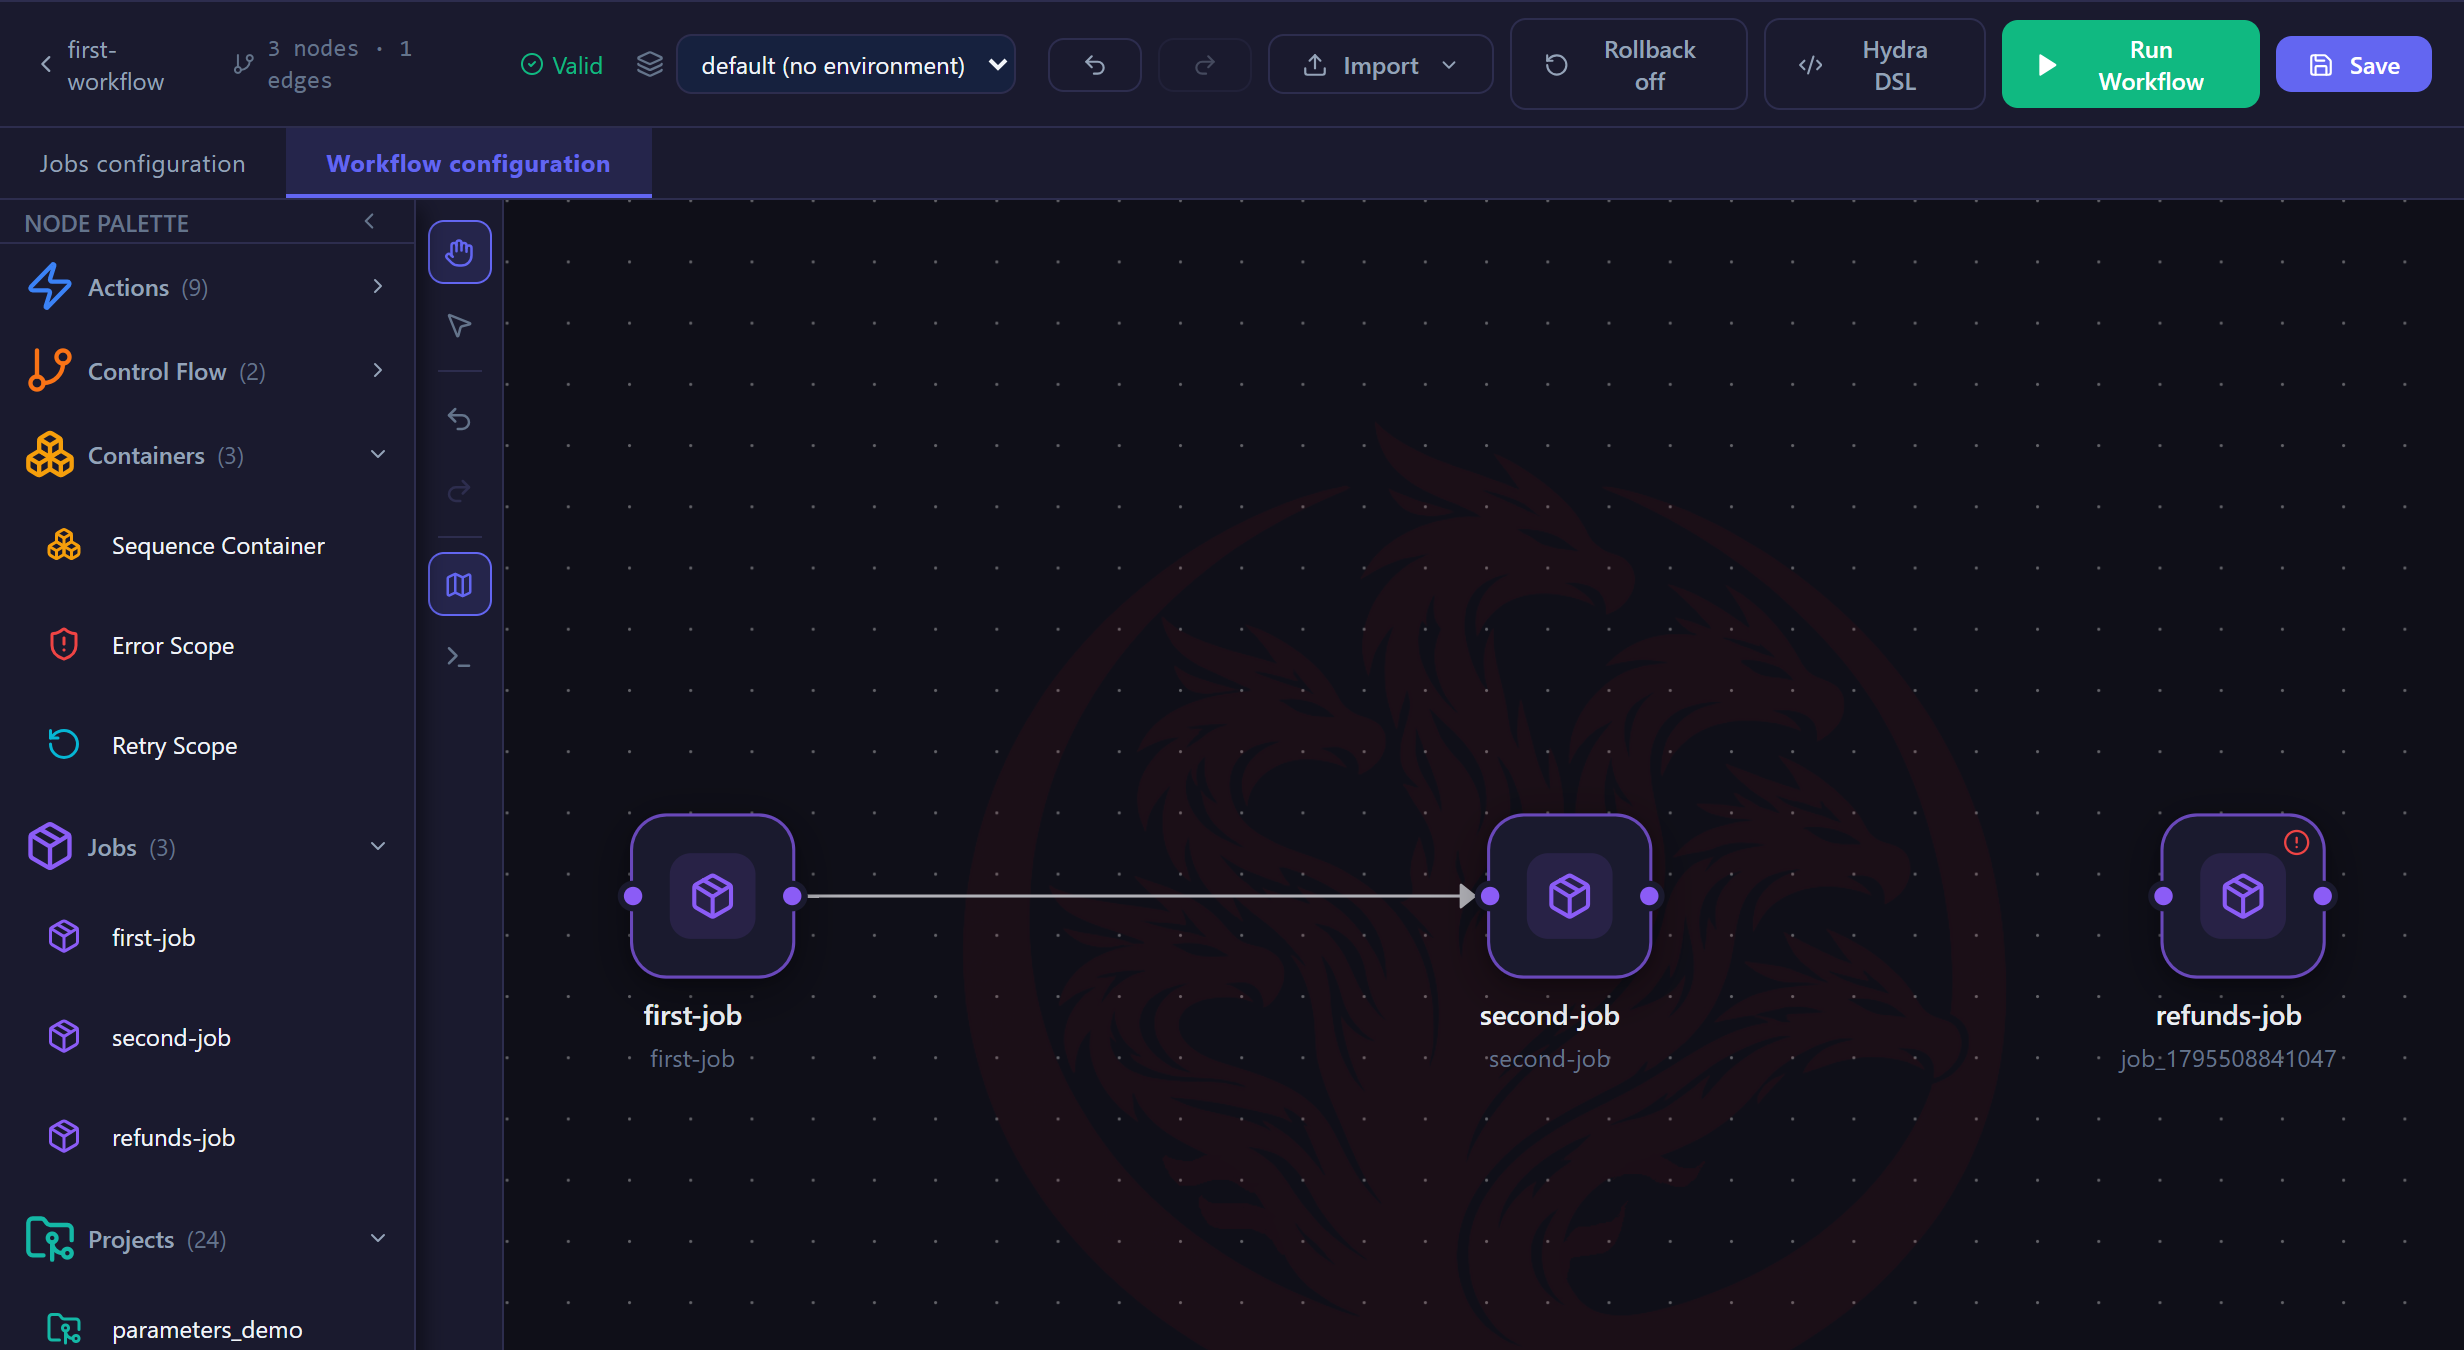 first-
workflow
3 nodes · 1
edges
Valid
default (no environment)
Import
Rollback
off
Hydra
DSL
Run
Workflow
Save
Jobs configuration
Workflow configuration
NODE PALETTE
Actions (9)
Control Flow (2)
Containers (3)
Sequence Container
Error Scope
Retry Scope
Jobs (3)
first-job
second-job
refunds-job
Projects (24)
parameters_demo
first-job
first-job
second-job
second-job
refunds-job
job_1795508841047